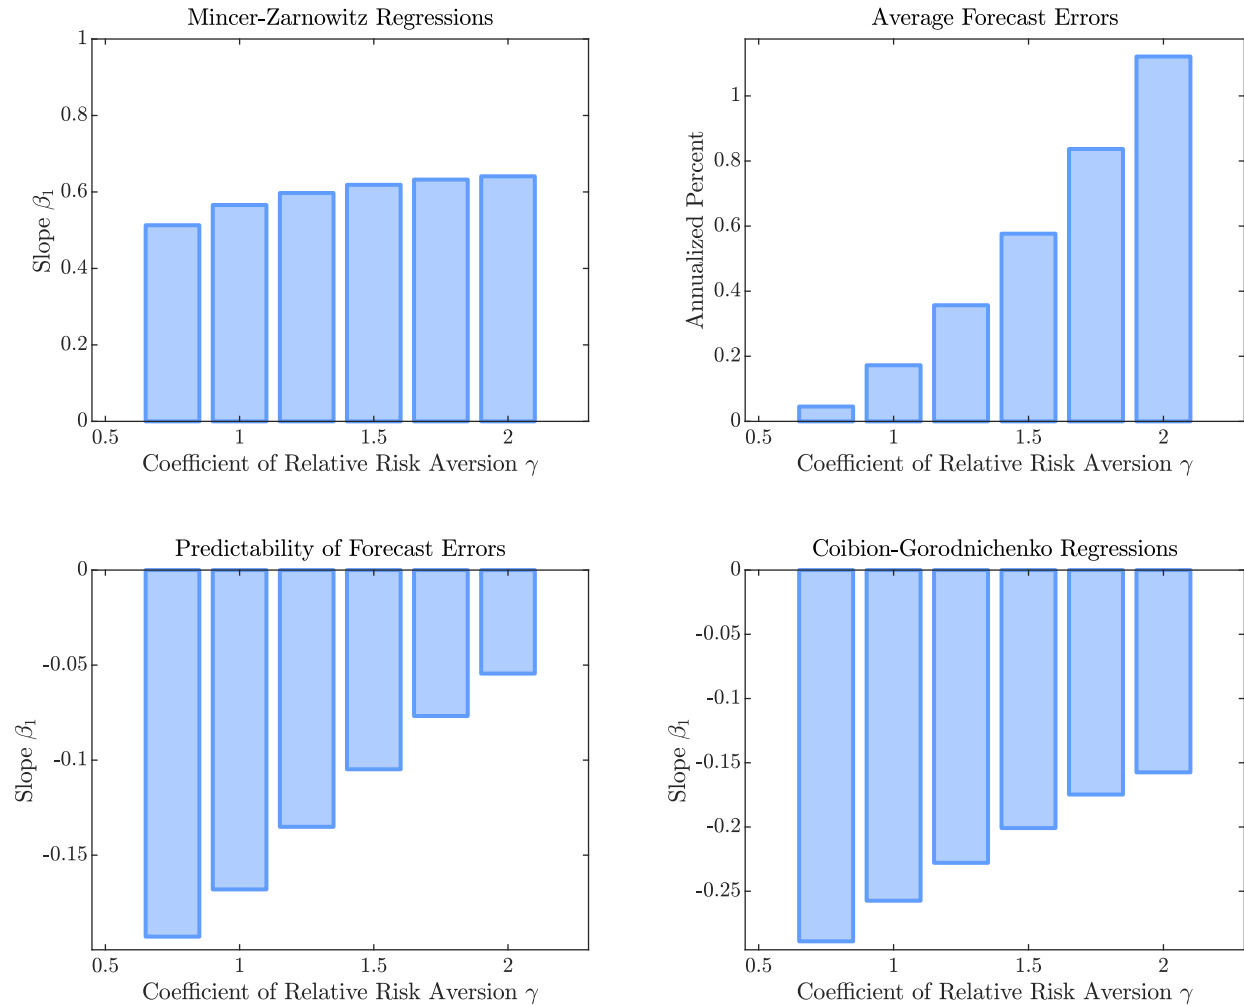 Mincer-Zarnowitz Regressions
1
0.8
0.6
0.4
0.2
0
Slope β₁
0.5 1 1.5 2
Coefficient of Relative Risk Aversion γ
Average Forecast Errors
1
0.8
0.6
0.4
0.2
0
Annualized Percent
0.5 1 1.5 2
Coefficient of Relative Risk Aversion γ
Predictability of Forecast Errors
0
-0.05
-0.1
-0.15
Slope β₁
0.5 1 1.5 2
Coefficient of Relative Risk Aversion γ
Coibion-Gorodnichenko Regressions
0
-0.05
-0.1
-0.15
-0.2
-0.25
Slope β₁
0.5 1 1.5 2
Coefficient of Relative Risk Aversion γ